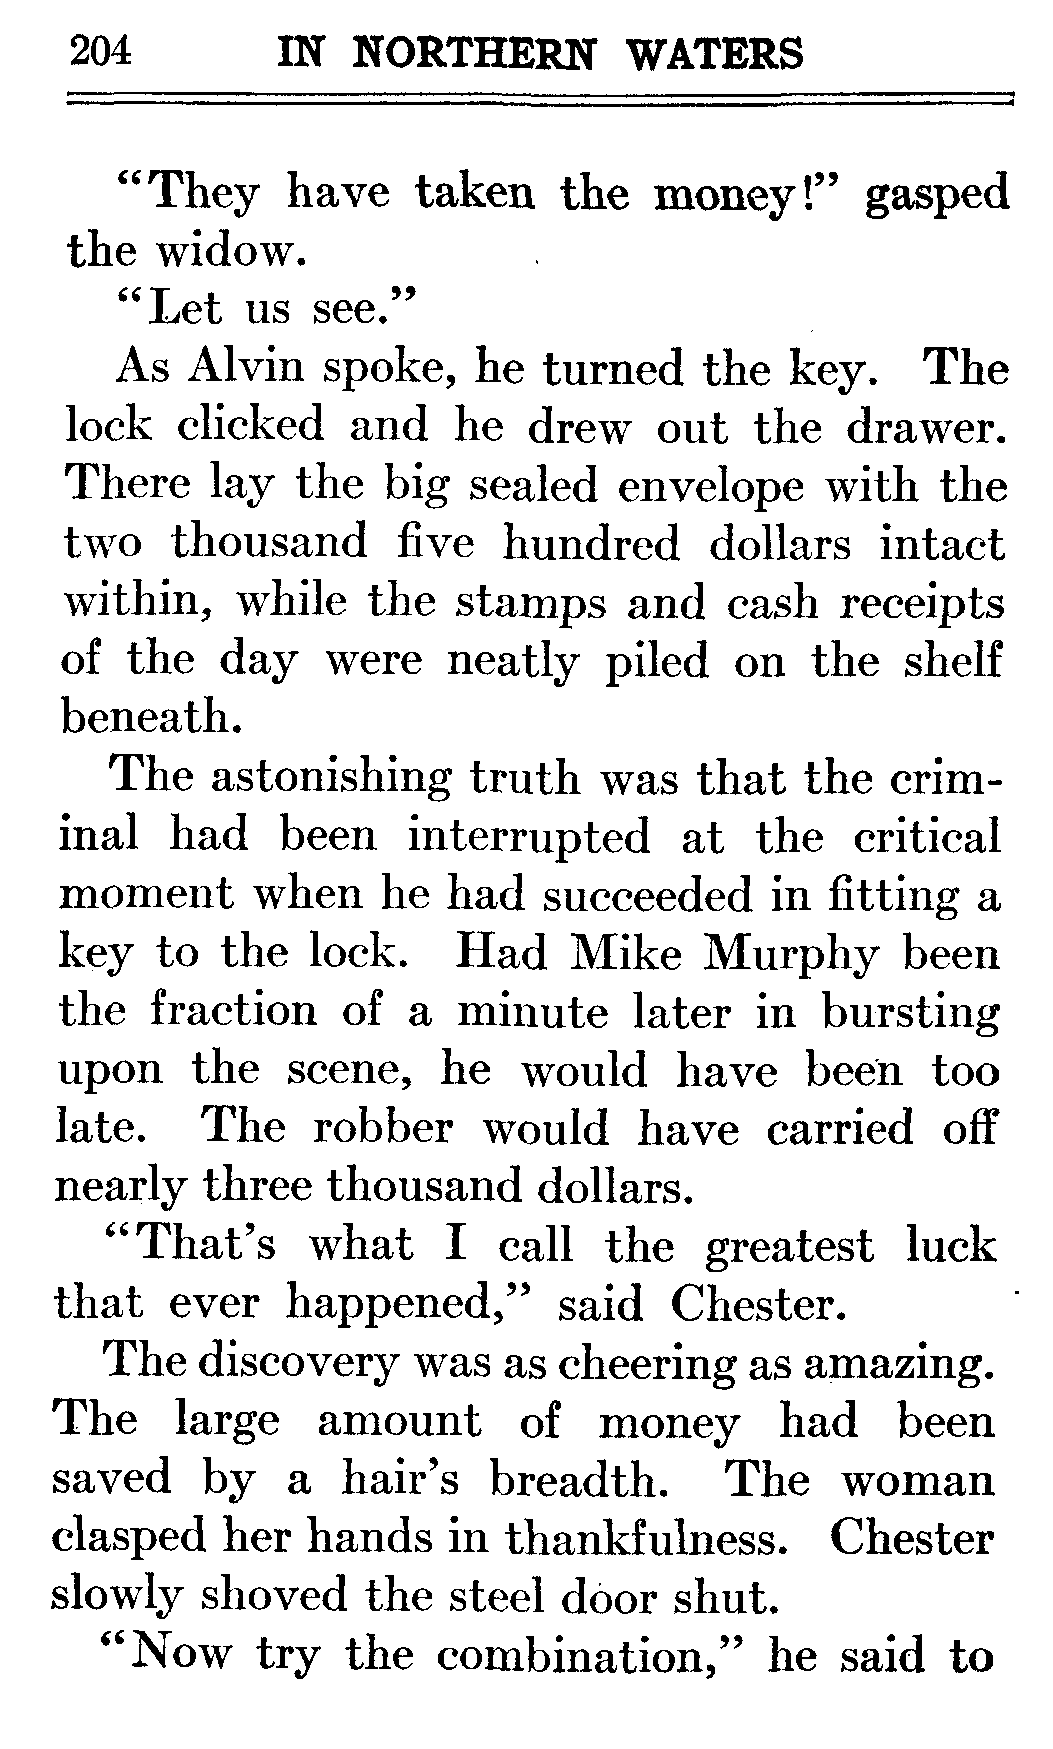 204 IN NORTHERN WATERS
“They have taken the money!” gasped
the widow.
“Let us see.”
As Alvin spoke, he turned the key. The
lock clicked and he drew out the drawer.
There lay the big sealed envelope with the
two thousand five hundred dollars intact
within, while the stamps and cash receipts
of the day were neatly piled on the shelf
beneath.
The astonishing truth was that the crim-
inal had been interrupted at the critical
moment when he had succeeded in fitting a
key to the lock. Had Mike Murphy been
the fraction of a minute later in bursting
upon the scene, he would have been too
late. The robber would have carried off
nearly three thousand dollars.
“That’s what I call the greatest luck
that ever happened,” said Chester.
The discovery was as cheering as amazing.
The large amount of money had been
saved by a hair’s breadth. The woman
clasped her hands in thankfulness. Chester
slowly shoved the steel door shut.
“Now try the combination,” he said to